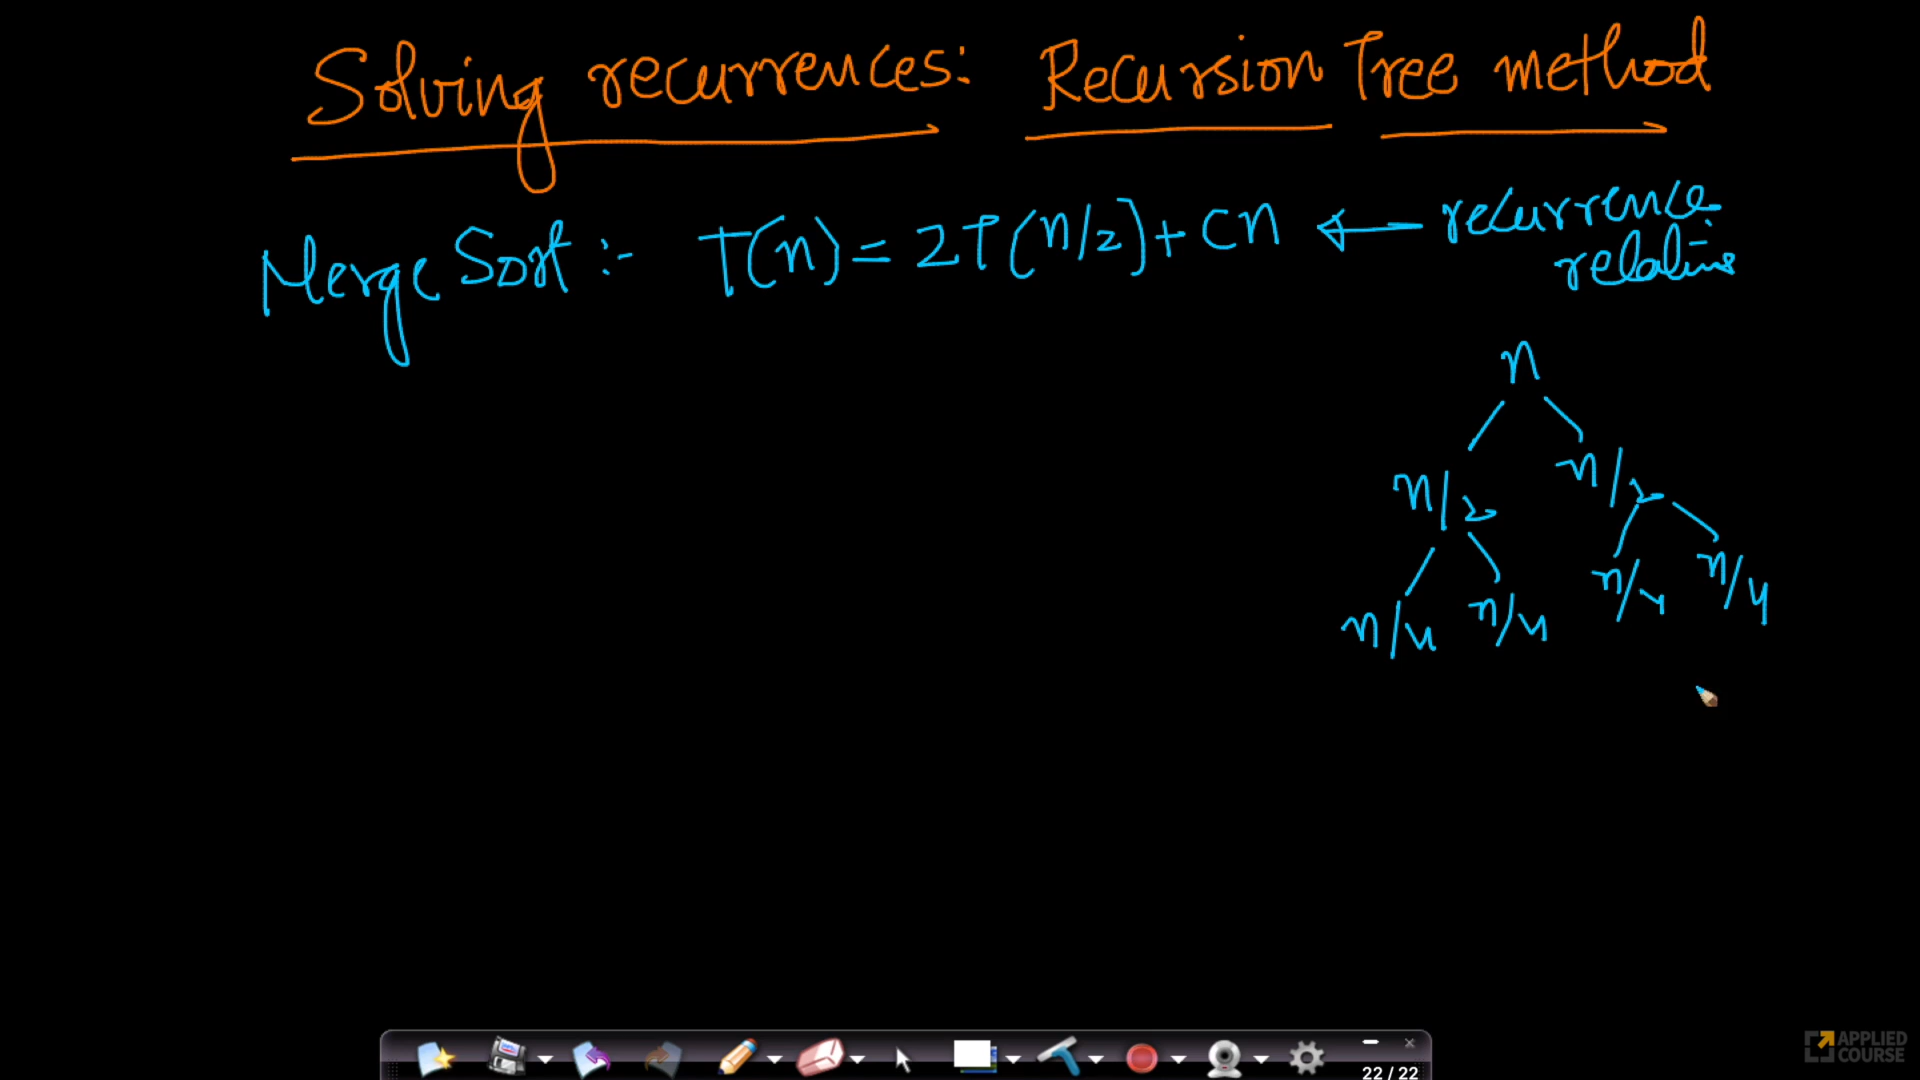 Solving recurrences: Recursion Tree method
Merge Sort :- T(n) = 2T(n/2) + cn ← recurrence
relations
n
n/2 n/2
n/4 n/4 n/4 n/4
22 / 22
APPLIED
COURSE